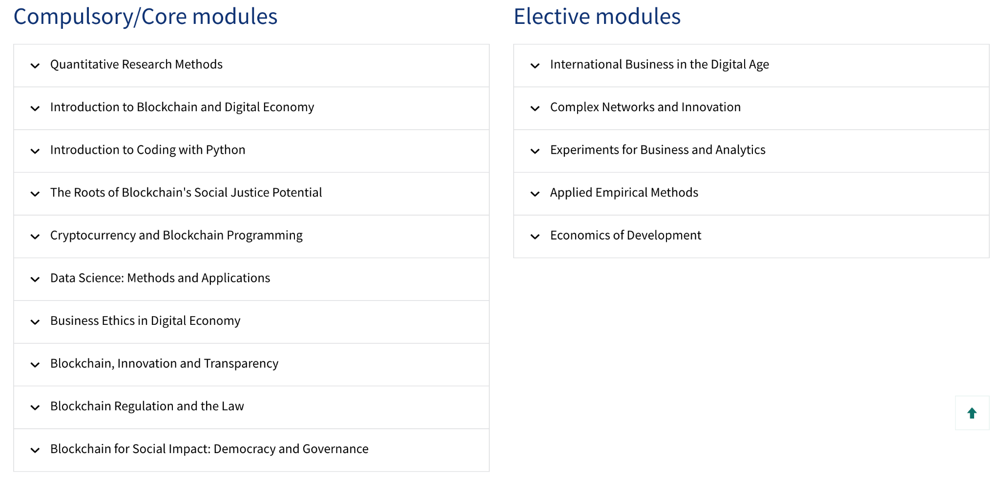 Compulsory/Core modules
Quantitative Research Methods
Introduction to Blockchain and Digital Economy
Introduction to Coding with Python
The Roots of Blockchain's Social Justice Potential
Cryptocurrency and Blockchain Programming
Data Science: Methods and Applications
Business Ethics in Digital Economy
Blockchain, Innovation and Transparency
Blockchain Regulation and the Law
Blockchain for Social Impact: Democracy and Governance
Elective modules
International Business in the Digital Age
Complex Networks and Innovation
Experiments for Business and Analytics
Applied Empirical Methods
Economics of Development